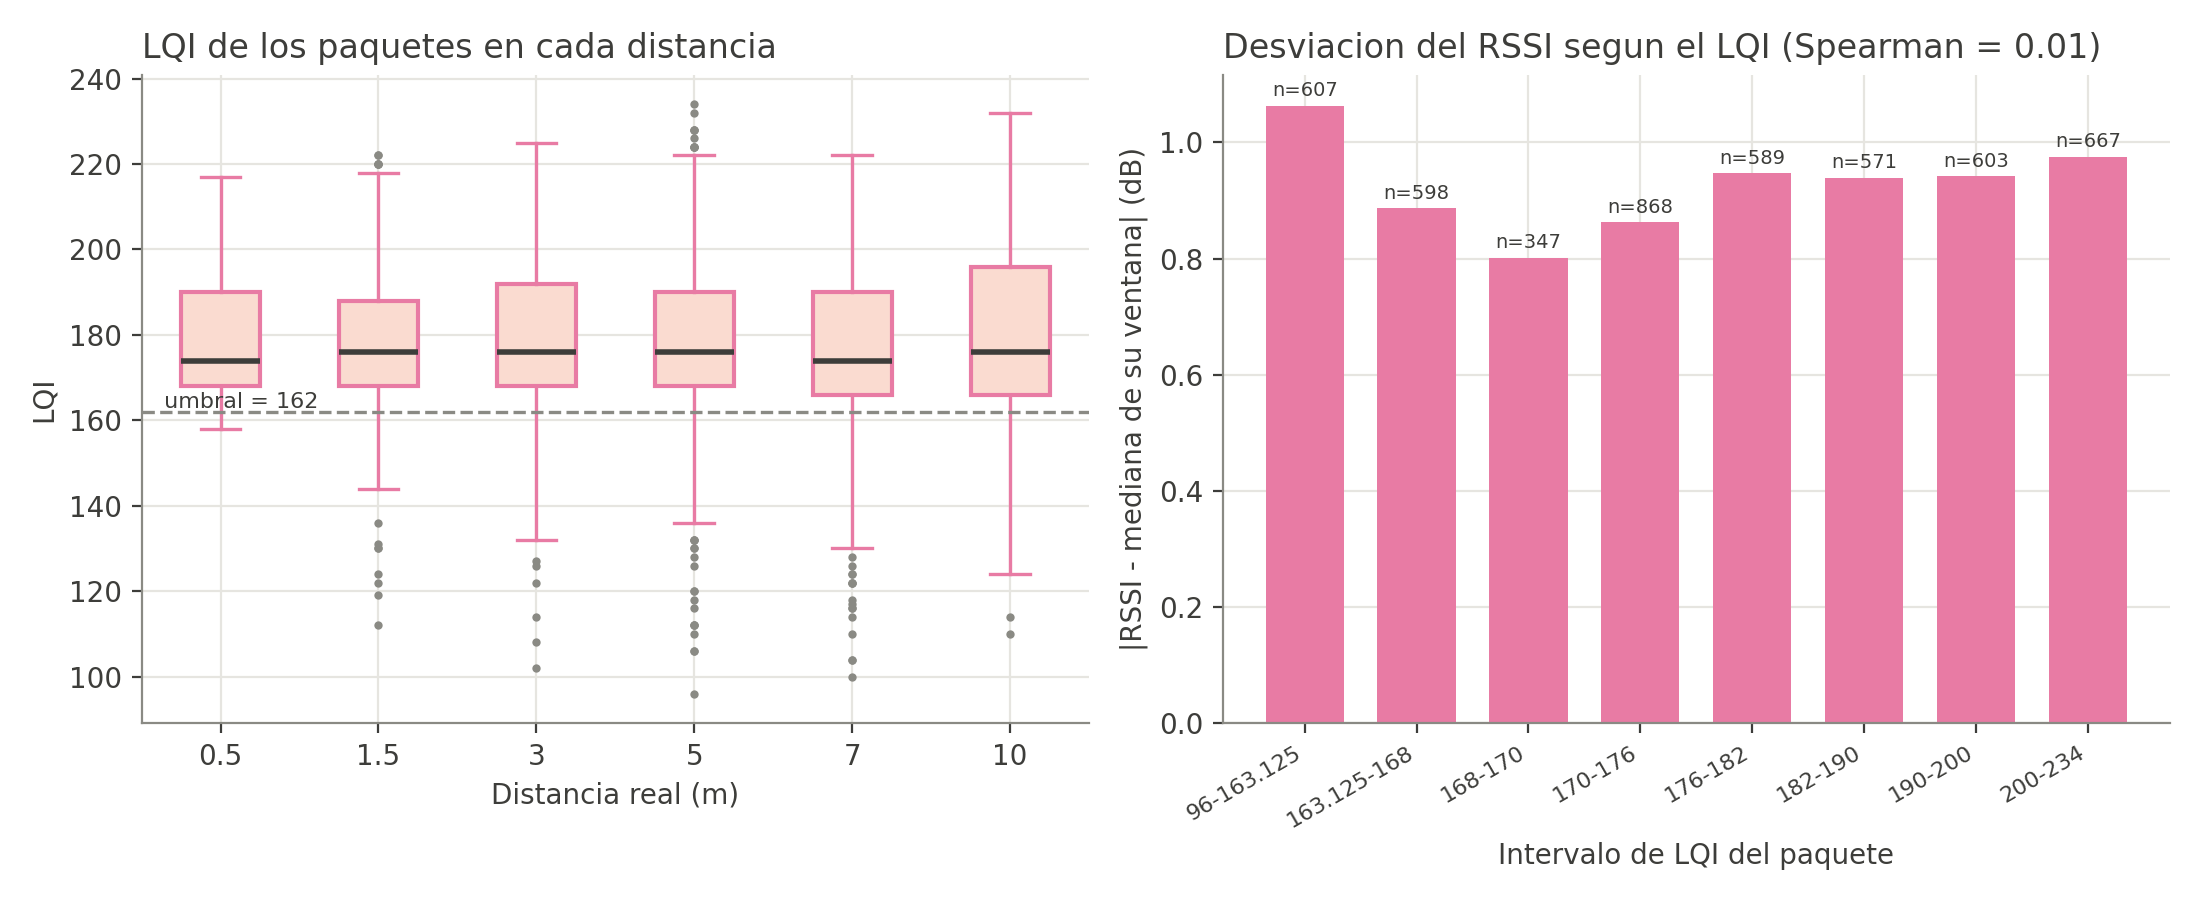 LQI de los paquetes en cada distancia
240
220
200
180
160
140
120
100
LQI
umbral = 162
0.5 1.5 3 5 7 10
Distancia real (m)
Desviacion del RSSI segun el LQI (Spearman = 0.01)
1.0
0.8
0.6
0.4
0.2
0.0
|RSSI - mediana de su ventana| (dB)
n=607
n=598
n=347
n=868
n=589
n=571
n=603
n=667
96-163.125
163.125-168
168-170
170-176
176-182
182-190
190-200
200-234
Intervalo de LQI del paquete